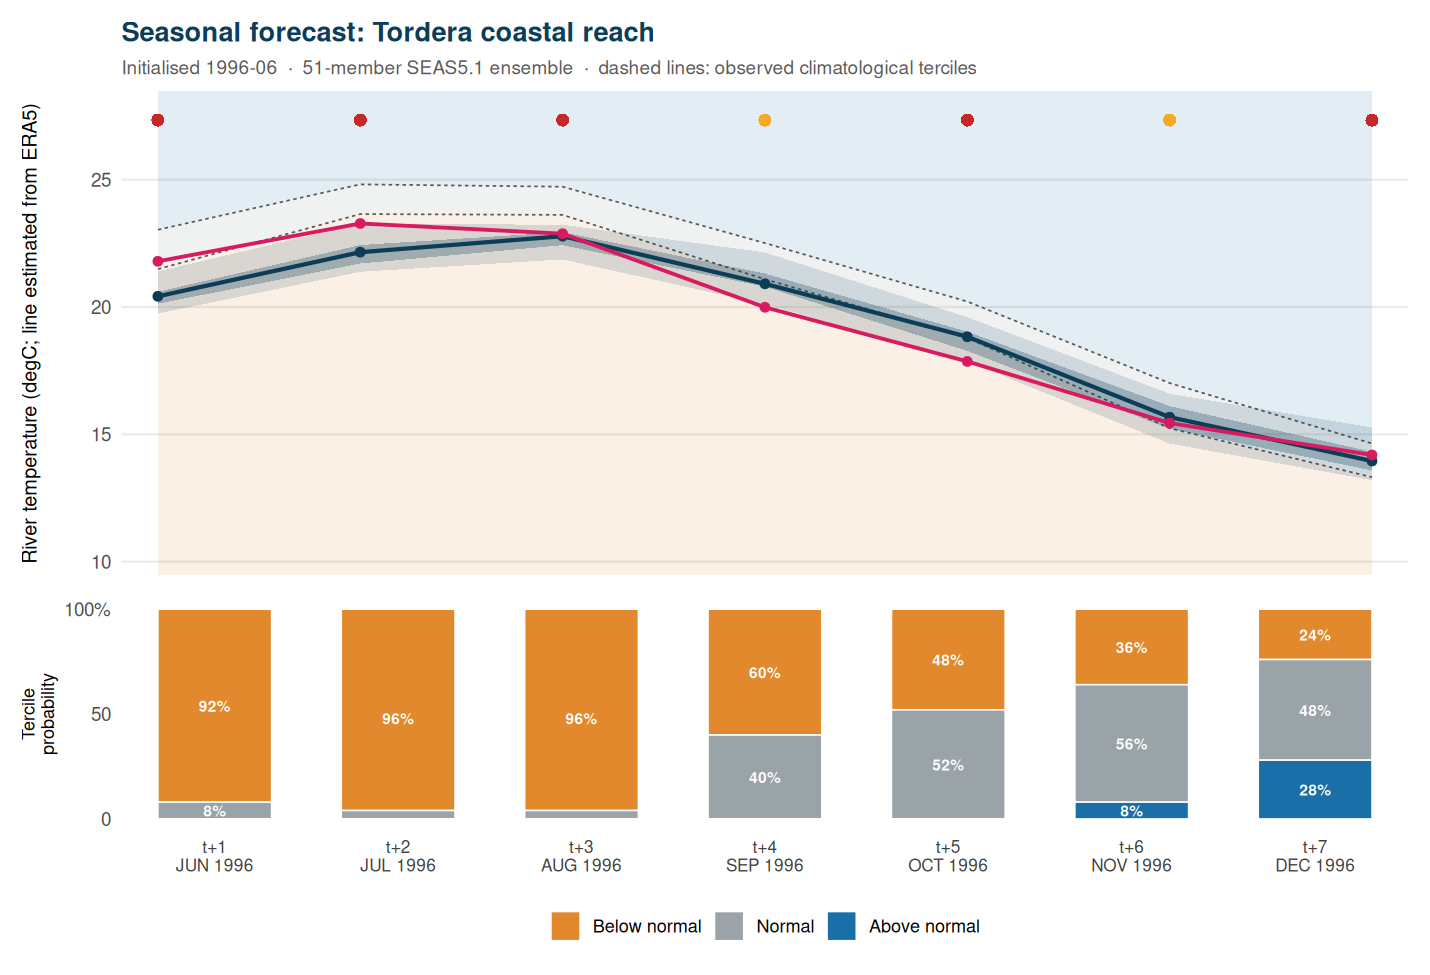 Seasonal forecast: Tordera coastal reach
Initialised 1996-06 · 51-member SEAS5.1 ensemble · dashed lines: observed climatological terciles
River temperature (degC; line estimated from ERA5)
25
20
15
10
Tercile
probability
100%
50
0
92%
8%
96%
96%
60%
40%
48%
52%
36%
56%
8%
24%
48%
28%
t+1
JUN 1996
t+2
JUL 1996
t+3
AUG 1996
t+4
SEP 1996
t+5
OCT 1996
t+6
NOV 1996
t+7
DEC 1996
Below normal
Normal
Above normal